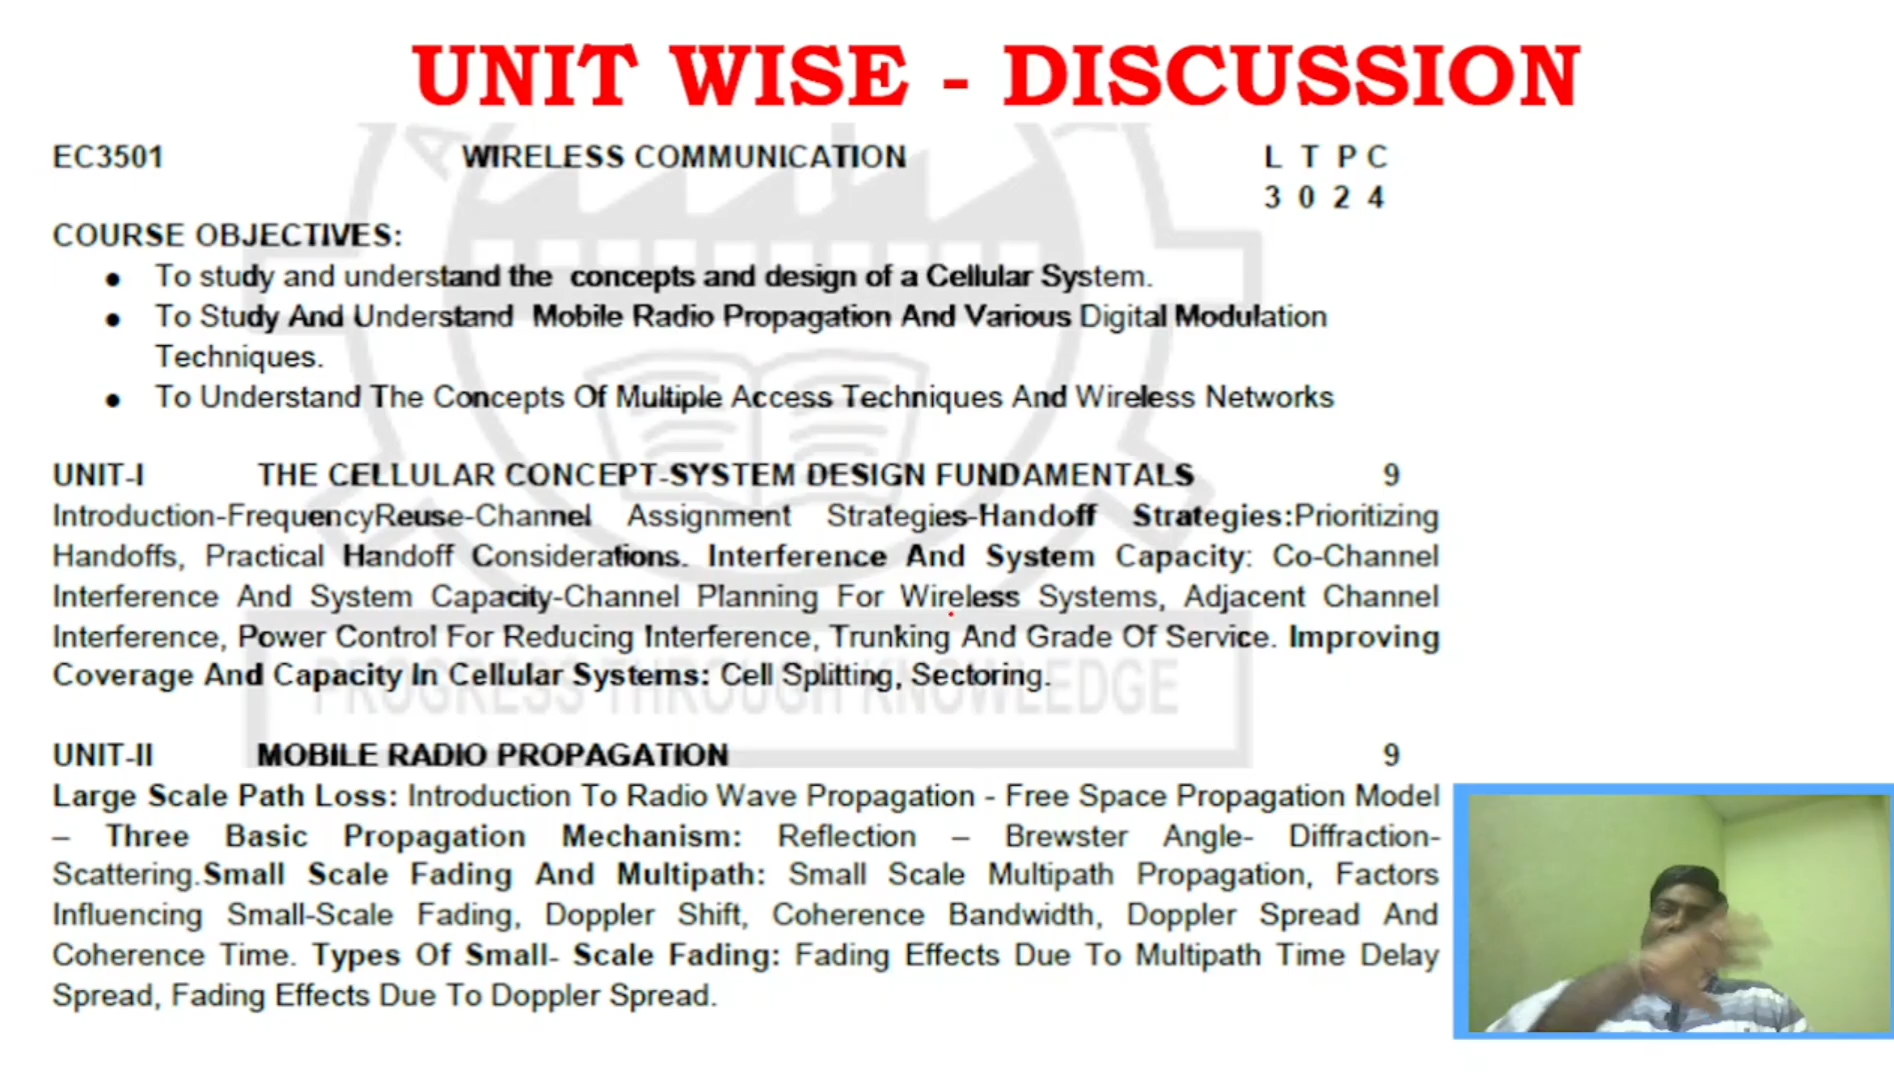 UNIT WISE - DISCUSSION
EC3501 WIRELESS COMMUNICATION L T P C
3 0 2 4
COURSE OBJECTIVES:
● To study and understand the concepts and design of a Cellular System.
● To Study And Understand Mobile Radio Propagation And Various Digital Modulation
Techniques.
● To Understand The Concepts Of Multiple Access Techniques And Wireless Networks
UNIT-I THE CELLULAR CONCEPT-SYSTEM DESIGN FUNDAMENTALS 9
Introduction-FrequencyReuse-Channel Assignment Strategies-Handoff Strategies:Prioritizing
Handoffs, Practical Handoff Considerations. Interference And System Capacity: Co-Channel
Interference And System Capacity-Channel Planning For Wireless Systems, Adjacent Channel
Interference, Power Control For Reducing Interference, Trunking And Grade Of Service. Improving
Coverage And Capacity In Cellular Systems: Cell Splitting, Sectoring.
PROGRESS THROUGH KNOWLEDGE
UNIT-II MOBILE RADIO PROPAGATION 9
Large Scale Path Loss: Introduction To Radio Wave Propagation - Free Space Propagation Model
– Three Basic Propagation Mechanism: Reflection – Brewster Angle- Diffraction-
Scattering.Small Scale Fading And Multipath: Small Scale Multipath Propagation, Factors
Influencing Small-Scale Fading, Doppler Shift, Coherence Bandwidth, Doppler Spread And
Coherence Time. Types Of Small- Scale Fading: Fading Effects Due To Multipath Time Delay
Spread, Fading Effects Due To Doppler Spread.